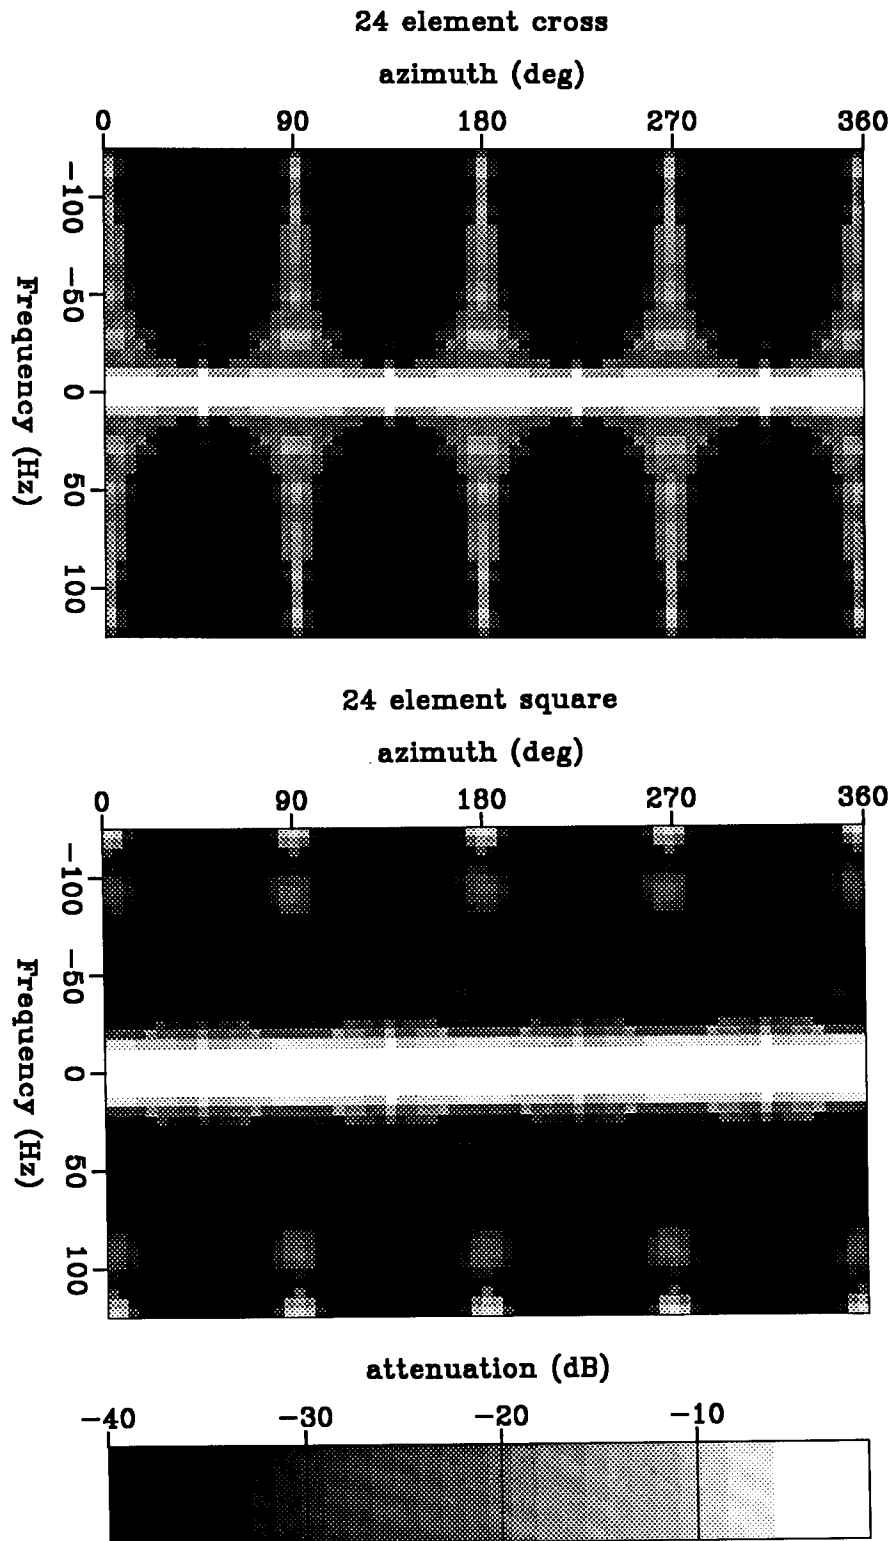 24 element cross
azimuth (deg)
0 90 180 270 360
-100
-50
0
50
100
Frequency (Hz)
24 element square
azimuth (deg)
0 90 180 270 360
-100
-50
0
50
100
Frequency (Hz)
attenuation (dB)
-40 -30 -20 -10